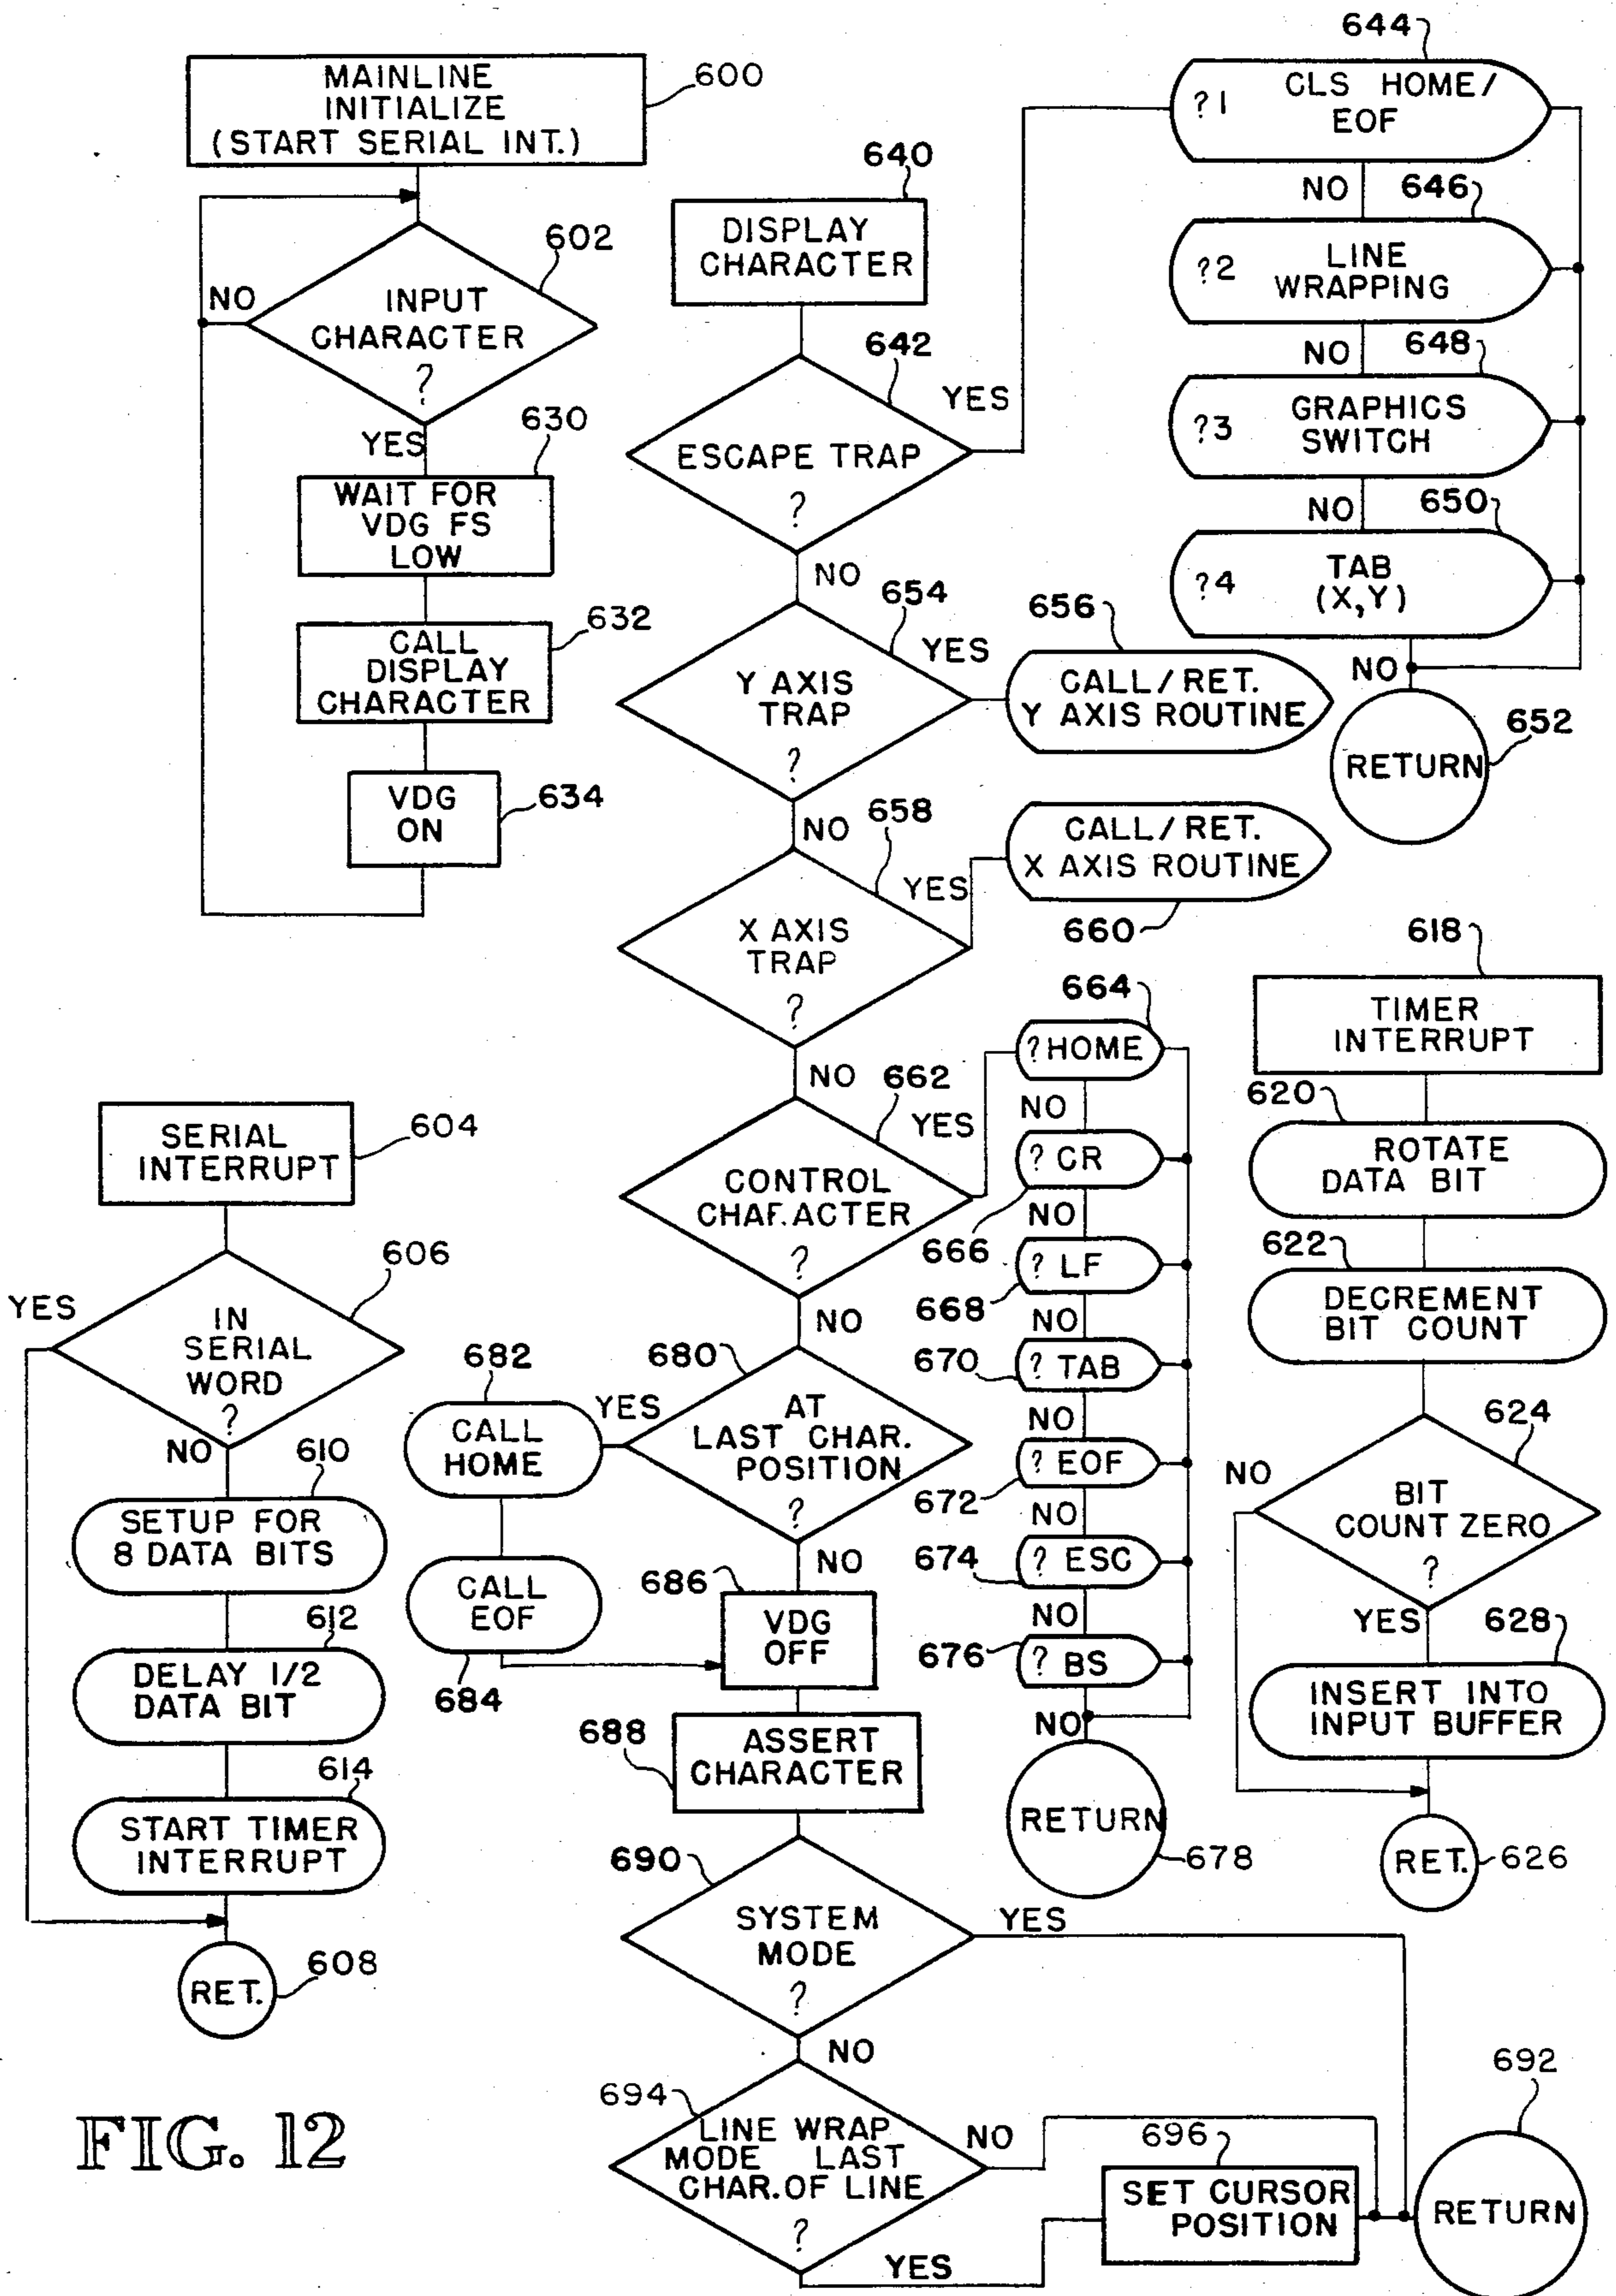 MAINLINE
INITIALIZE
(START SERIAL INT.)
600
INPUT
CHARACTER
?
602
NO
YES
630
WAIT FOR
VDG FS
LOW
CALL
DISPLAY
CHARACTER
632
VDG
ON
634
SERIAL
INTERRUPT
604
IN
SERIAL
WORD
?
606
YES
NO
610
SETUP FOR
8 DATA BITS
612
DELAY 1/2
DATA BIT
614
START TIMER
INTERRUPT
RET.
608
640
DISPLAY
CHARACTER
642
ESCAPE TRAP
?
YES
NO
644
?1 CLS HOME/
EOF
NO
646
?2 LINE
WRAPPING
NO
648
?3 GRAPHICS
SWITCH
NO
650
?4 TAB
(X,Y)
NO
RETURN
652
654
Y AXIS
TRAP
?
YES
NO
656
CALL/RET.
Y AXIS ROUTINE
658
X AXIS
TRAP
?
YES
NO
CALL/RET.
X AXIS ROUTINE
660
662
CONTROL
CHAF.ACTER
?
YES
NO
664
?HOME
NO
? CR
666
NO
? LF
668
NO
? TAB
670
NO
? EOF
672
NO
? ESC
674
NO
? BS
676
NO
RETURN
678
680
AT
LAST CHAR.
POSITION
?
YES
NO
682
CALL
HOME
CALL
EOF
684
686
VDG
OFF
688
ASSERT
CHARACTER
690
SYSTEM
MODE
?
YES
NO
694
LINE WRAP
MODE LAST
CHAR.OF LINE
?
NO
YES
696
SET CURSOR
POSITION
692
RETURN
618
TIMER
INTERRUPT
620
ROTATE
DATA BIT
622
DECREMENT
BIT COUNT
624
BIT
COUNT ZERO
?
NO
YES
628
INSERT INTO
INPUT BUFFER
RET.
626
FIG. 12